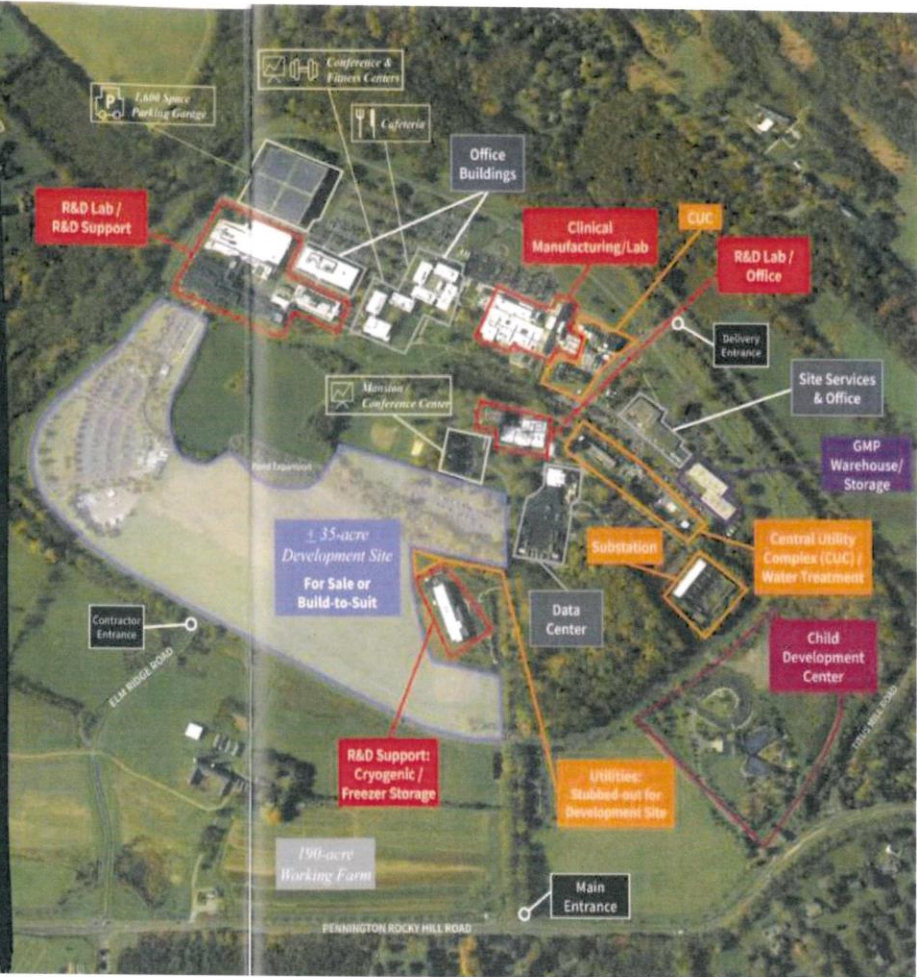 Conference &
Fitness Centers
1,600 Space
Parking Garage
Cafeteria
Office
Buildings
R&D Lab /
R&D Support
Clinical
Manufacturing/Lab
CUC
R&D Lab /
Office
Delivery
Entrance
Site Services
& Office
Mansion /
Conference Center
GMP
Warehouse/
Storage
Pond Expansion
± 35-acre
Development Site
For Sale or
Build-to-Suit
Substation
Central Utility
Complex (CUC) /
Water Treatment
Data
Center
Contractor
Entrance
Child
Development
Center
ELM RIDGE ROAD
R&D Support:
Cryogenic /
Freezer Storage
Utilities:
Stubbed-out for
Development Site
190-acre
Working Farm
Main
Entrance
PENNINGTON ROCKY HILL ROAD
HILL ROAD
P